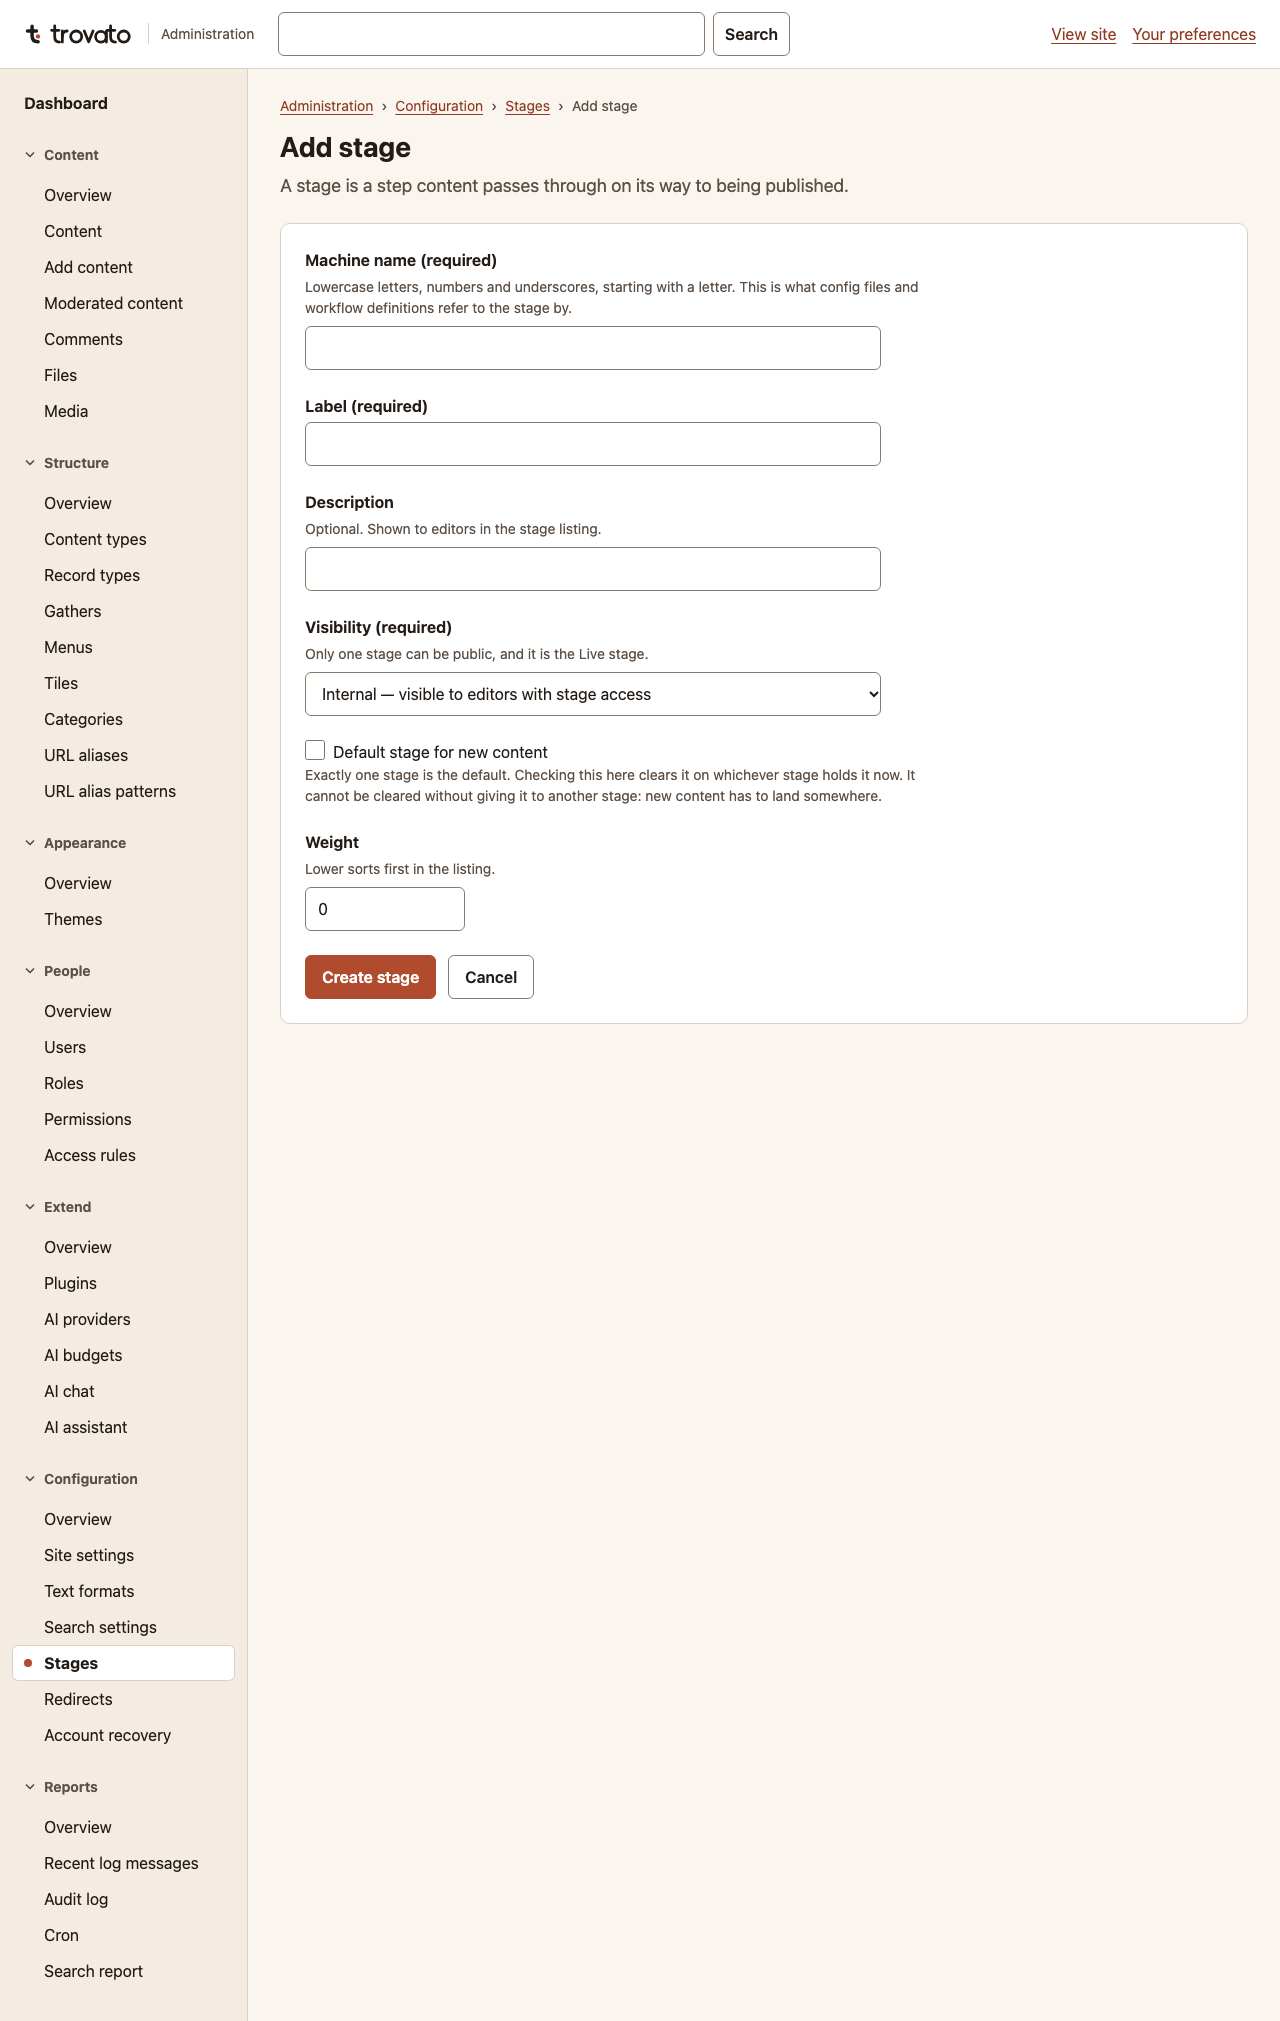 trovato
Administration
Search
View site
Your preferences
Dashboard
Content
Overview
Content
Add content
Moderated content
Comments
Files
Media
Structure
Overview
Content types
Record types
Gathers
Menus
Tiles
Categories
URL aliases
URL alias patterns
Appearance
Overview
Themes
People
Overview
Users
Roles
Permissions
Access rules
Extend
Overview
Plugins
AI providers
AI budgets
AI chat
AI assistant
Configuration
Overview
Site settings
Text formats
Search settings
Stages
Redirects
Account recovery
Reports
Overview
Recent log messages
Audit log
Cron
Search report
Administration › Configuration › Stages › Add stage
Add stage
A stage is a step content passes through on its way to being published.
Machine name (required)
Lowercase letters, numbers and underscores, starting with a letter. This is what config files and
workflow definitions refer to the stage by.
Label (required)
Description
Optional. Shown to editors in the stage listing.
Visibility (required)
Only one stage can be public, and it is the Live stage.
Internal — visible to editors with stage access
Default stage for new content
Exactly one stage is the default. Checking this here clears it on whichever stage holds it now. It
cannot be cleared without giving it to another stage: new content has to land somewhere.
Weight
Lower sorts first in the listing.
0
Create stage
Cancel